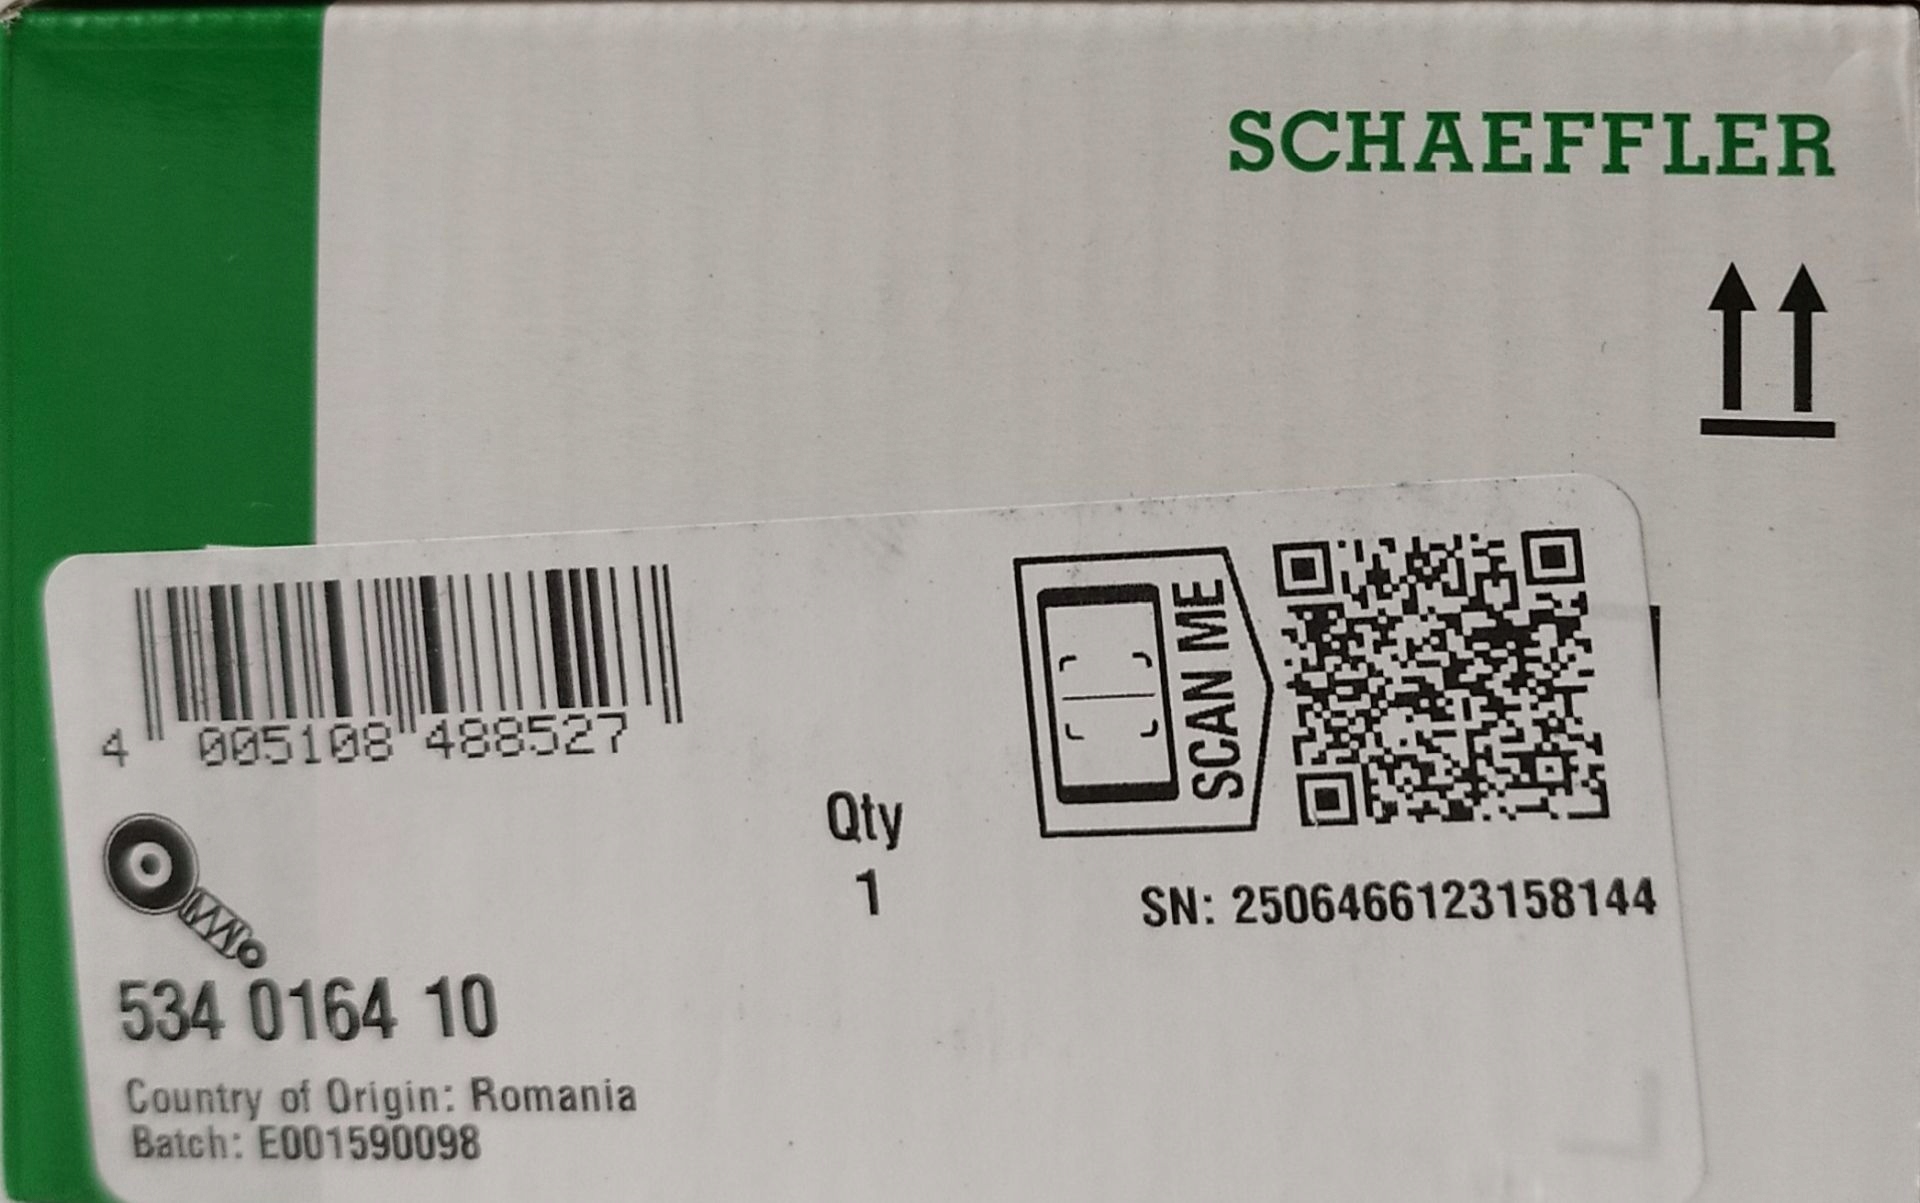 SCHAEFFLER
4 005108 488527
SCAN ME
Qty
1
SN: 2506466123158144
534 0164 10
Country of Origin: Romania
Batch: E001590098